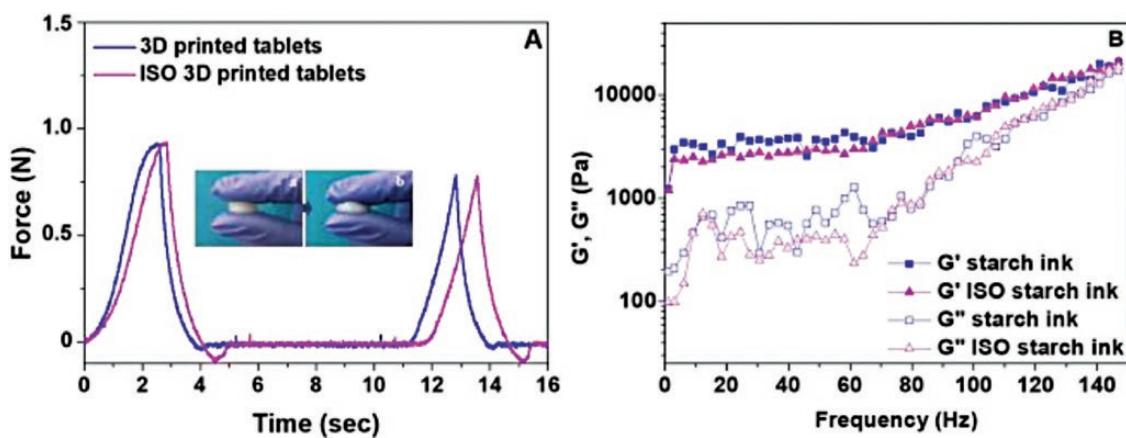 A
3D printed tablets
ISO 3D printed tablets
Force (N)
1.5
1.0
0.5
0
a
b
0 2 4 6 8 10 12 14 16
Time (sec)
B
G', G" (Pa)
10000
1000
100
G' starch ink
G' ISO starch ink
G" starch ink
G" ISO starch ink
0 20 40 60 80 100 120 140
Frequency (Hz)